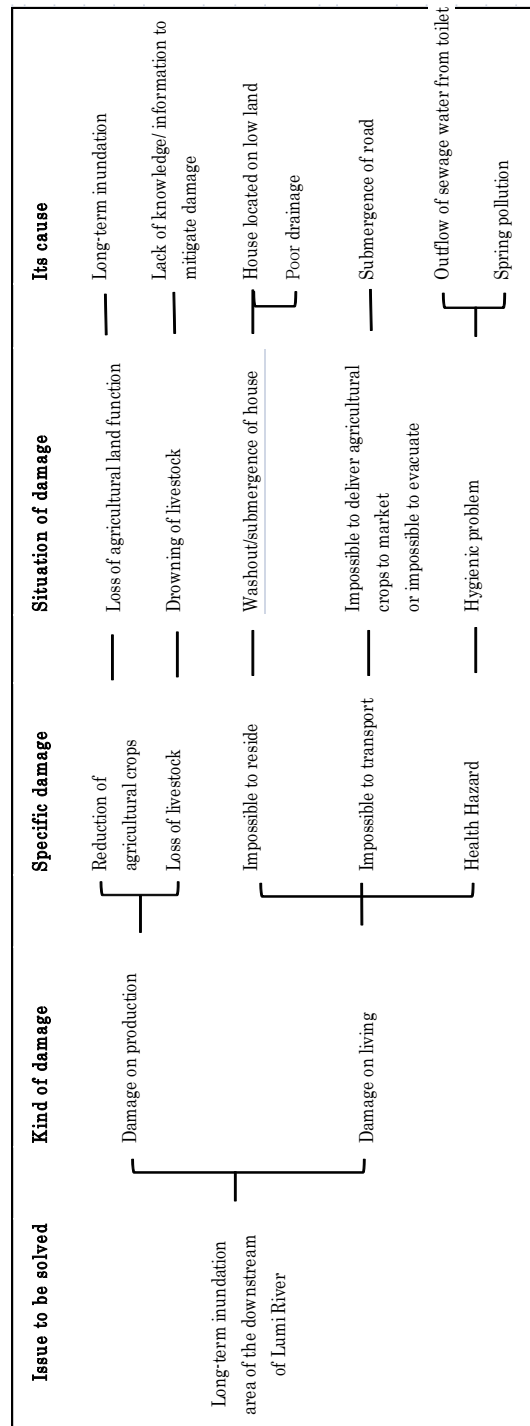 Issue to be solved
Kind of damage
Specific damage
Situation of damage
Its cause
Long-term inundation
area of the downstream
of Lumi River
Damage on production
Damage on living
Reduction of
agricultural crops
Loss of livestock
Impossible to reside
Impossible to transport
Health Hazard
Loss of agricultural land function
Drowning of livestock
Washout/submergence of house
Impossible to deliver agricultural
crops to market
or impossible to evacuate
Hygienic problem
Long-term inundation
Lack of knowledge/ information to
mitigate damage
House located on low land
Poor drainage
Submergence of road
Outflow of sewage water from toilet
Spring pollution